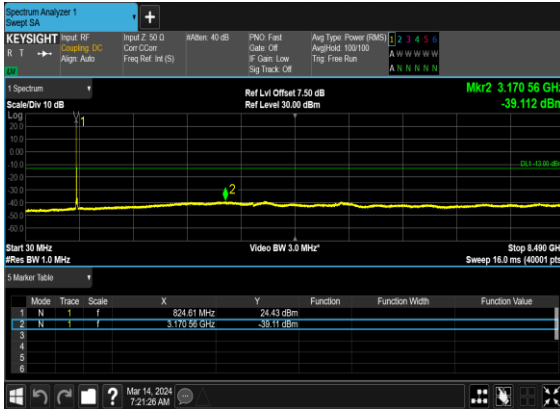 Spectrum Analyzer 1
Swept SA
+
KEYSIGHT
R T
Input: RF
Coupling: DC
Align: Auto
Input Z: 50 Ω
Corr CCorr
Freq Ref: Int (S)
#Atten: 40 dB
PNO: Fast
Gate: Off
IF Gain: Low
Sig Track: Off
Avg Type: Power (RMS)
Avg|Hold: 100/100
Trig: Free Run
1 2 3 4 5 6
A W W W W W
A N N N N N
1 Spectrum
Scale/Div 10 dB
Ref Lvl Offset 7.50 dB
Ref Level 30.00 dBm
Mkr2 3.170 56 GHz
-39.112 dBm
Log
20.0
10.0
0.00
-10.0
-20.0
-30.0
-40.0
-50.0
-60.0
1
2
DL1 -13.00 dBm
Start 30 MHz
#Res BW 1.0 MHz
Video BW 3.0 MHz*
Stop 8.490 GHz
Sweep 16.0 ms (40001 pts)
5 Marker Table
Mode Trace Scale X Y Function Function Width Function Value
1 N 1 f 824.61 MHz 24.43 dBm
2 N 1 f 3.170 56 GHz -39.11 dBm
3
4
5
6
?
Mar 14, 2024
7:21:26 AM